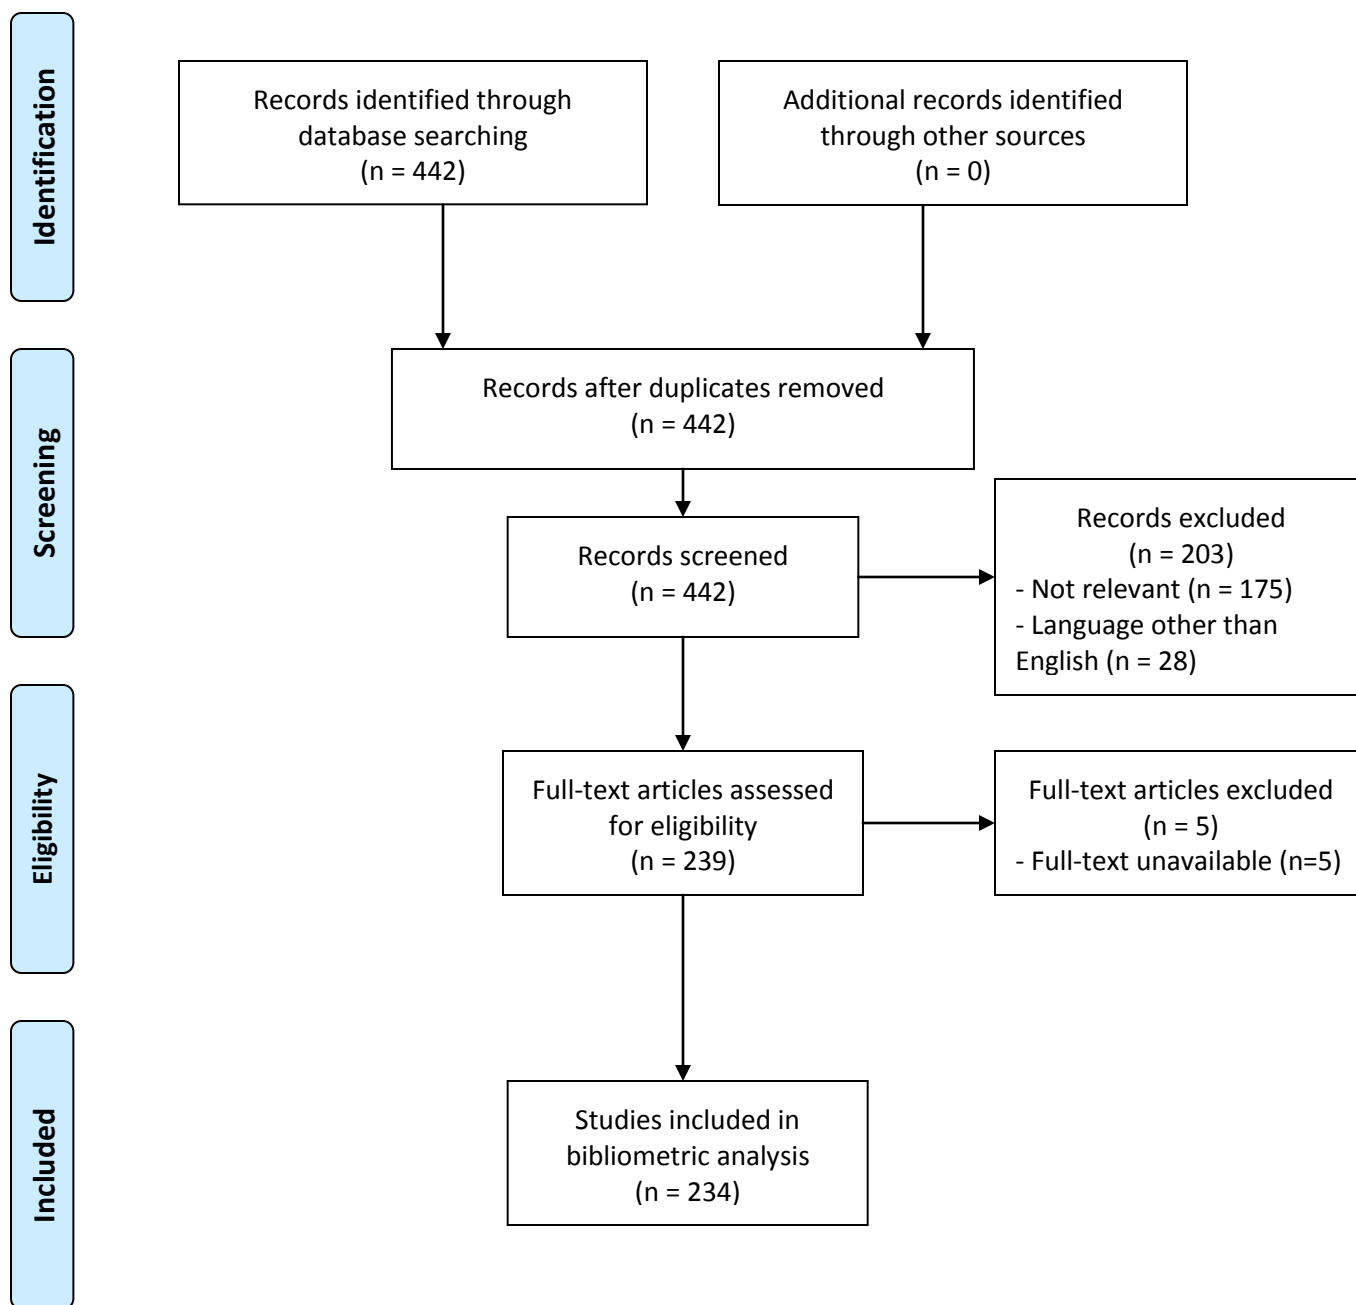 Identification
Records identified through
database searching
(n = 442)
Additional records identified
through other sources
(n = 0)
Screening
Records after duplicates removed
(n = 442)
Records screened
(n = 442)
Records excluded
(n = 203)
- Not relevant (n = 175)
- Language other than
English (n = 28)
Eligibility
Full-text articles assessed
for eligibility
(n = 239)
Full-text articles excluded
(n = 5)
- Full-text unavailable (n=5)
Included
Studies included in
bibliometric analysis
(n = 234)